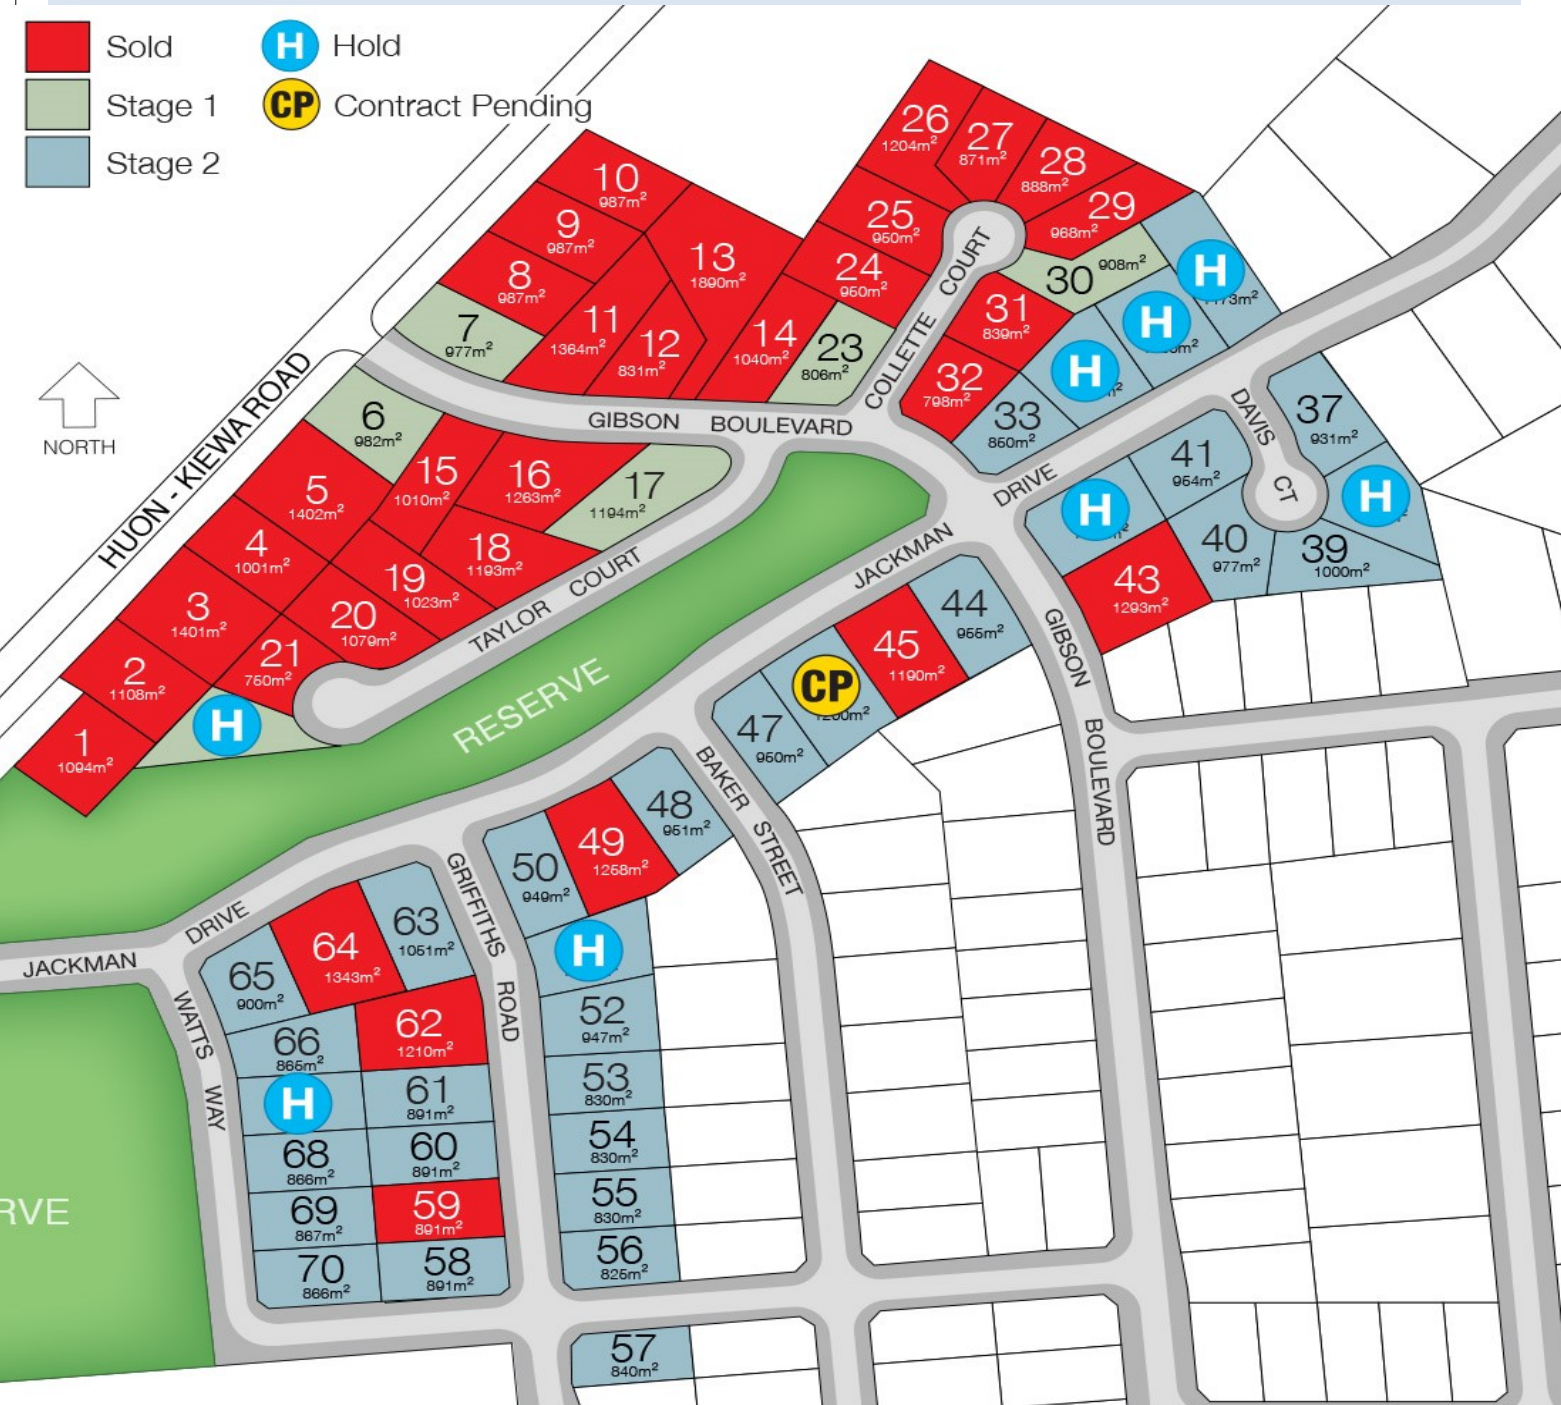 Sold
H Hold
Stage 1
CP Contract Pending
Stage 2
NORTH
HUON - KIEWA ROAD
10
987m²
9
987m²
8
987m²
7
977m²
13
1890m²
11
1364m²
12
831m²
14
1040m²
23
806m²
24
950m²
25
950m²
26
1204m²
27
871m²
28
888m²
29
968m²
30
908m²
31
839m²
32
798m²
33
850m²
H
H
H
COLLETTE COURT
GIBSON BOULEVARD
6
982m²
5
1402m²
4
1001m²
3
1401m²
2
1108m²
1
1094m²
15
1010m²
16
1263m²
17
1194m²
18
1193m²
19
1023m²
20
1079m²
21
750m²
H
TAYLOR COURT
RESERVE
JACKMAN DRIVE
DAVIS CT
37
931m²
H
39
1000m²
40
977m²
41
954m²
H
43
1293m²
GIBSON BOULEVARD
44
955m²
45
1190m²
CP
1200m²
47
950m²
BAKER STREET
48
951m²
49
1258m²
50
949m²
H
52
947m²
53
830m²
54
830m²
55
830m²
56
825m²
57
840m²
GRIFFITHS ROAD
63
1051m²
64
1343m²
65
900m²
66
865m²
62
1210m²
H
61
891m²
68
866m²
60
891m²
69
867m²
59
891m²
70
866m²
58
891m²
JACKMAN DRIVE
WATTS WAY
RVE